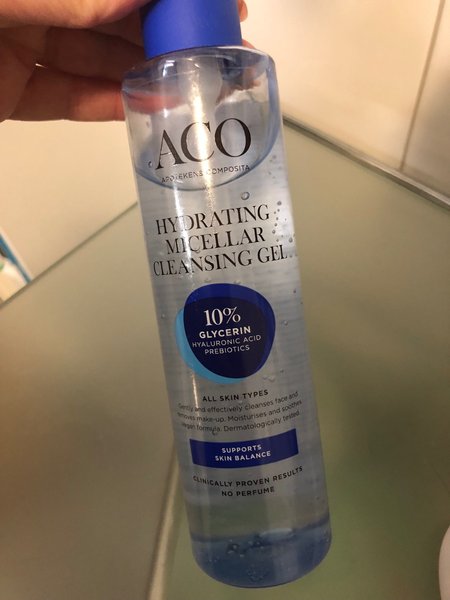 ACO
APOTEKENS COMPOSITA
HYDRATING
MICELLAR
CLEANSING GEL
10%
GLYCERIN
HYALURONIC ACID
PREBIOTICS
ALL SKIN TYPES
Gently and effectively cleanses face and
removes make-up. Moisturises and soothes
Vegan formula. Dermatologically tested.
SUPPORTS
SKIN BALANCE
CLINICALLY PROVEN RESULTS
NO PERFUME